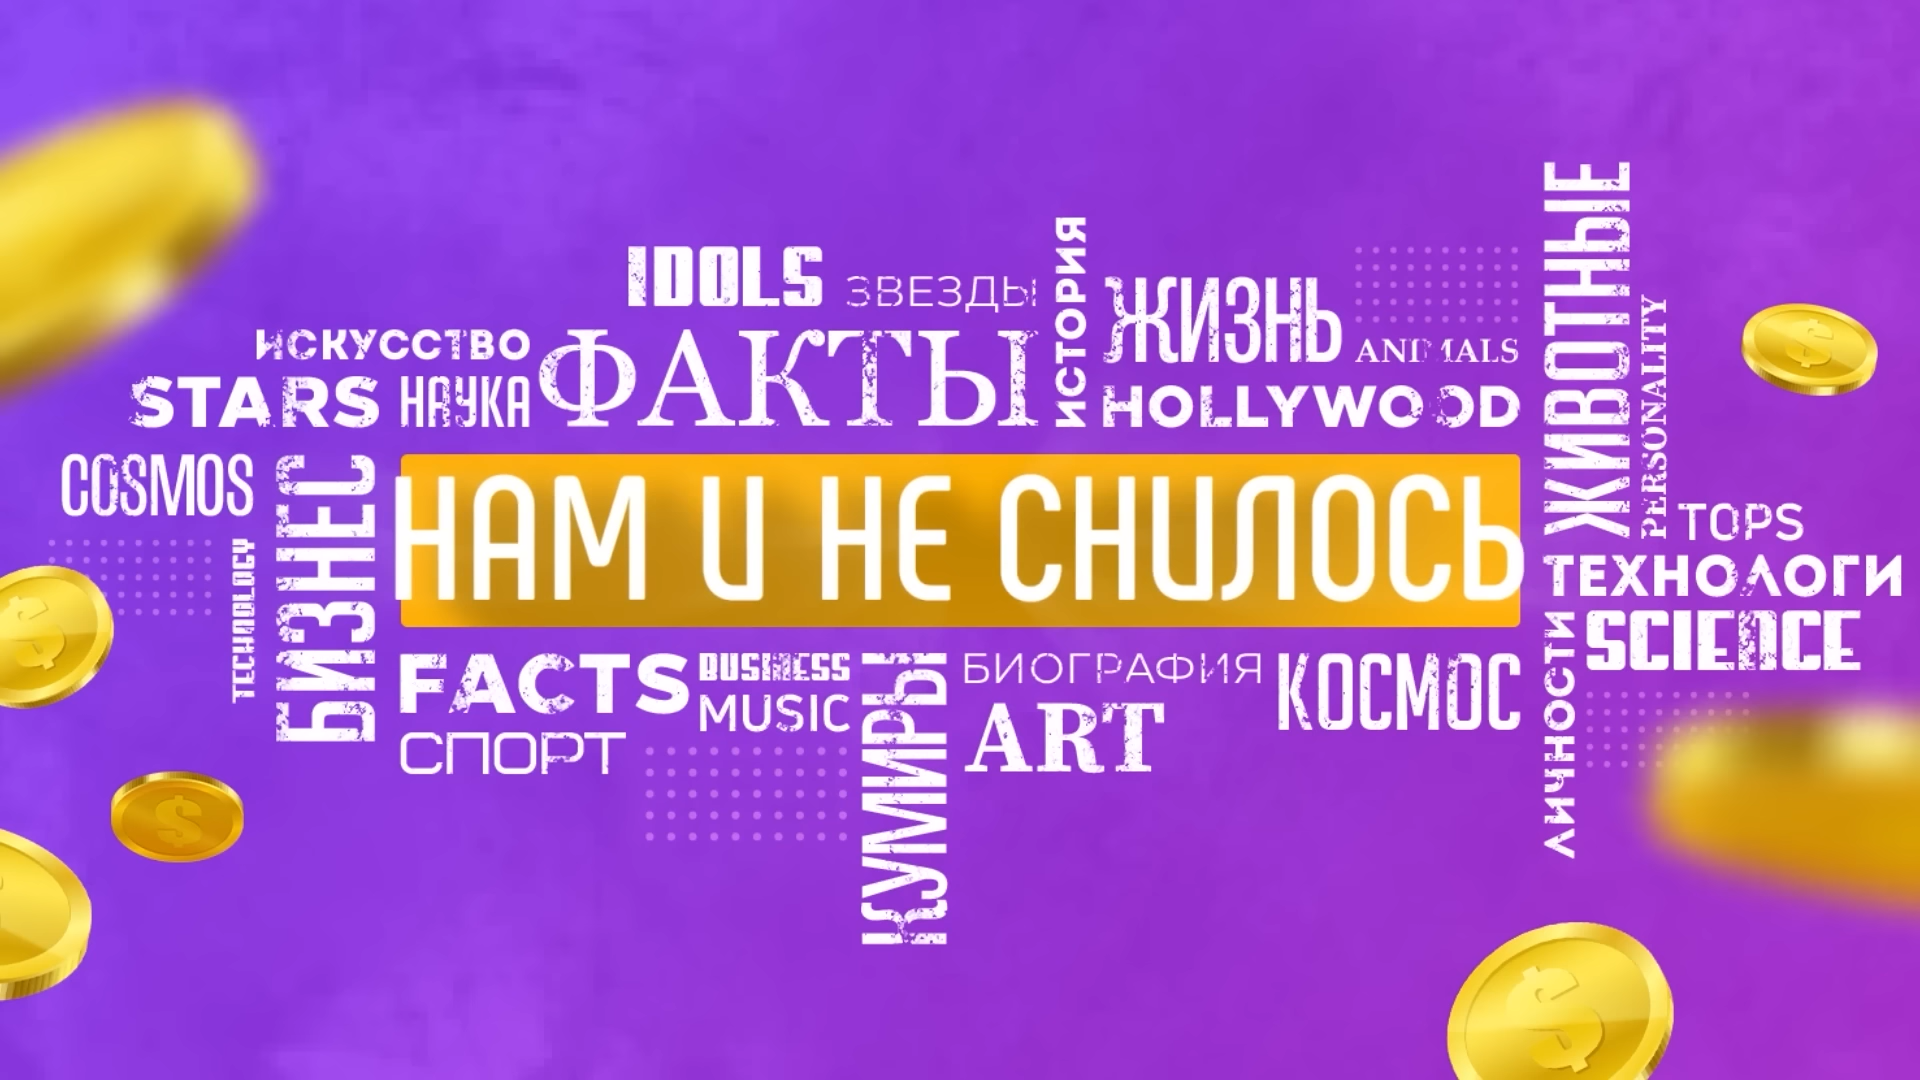 IDOLS
ЗВЕЗДЫ
ИСТОРИЯ
ЖИЗНЬ
ANIMALS
ЖИВОТНЫЕ
PERSONALITY
ИСКУССТВО
ФАКТЫ
STARS
НАУКА
HOLLYWOOD
COSMOS
TECHNOLOGY
БИЗНЕС
НАМ И НЕ СНИЛОСЬ
TOPS
ТЕХНОЛОГИ
SCIENCE
ЛИЧНОСТИ
FACTS
BUSINESS
MUSIC
КУМИРЫ
БИОГРАФИЯ
КОСМОС
ART
СПОРТ